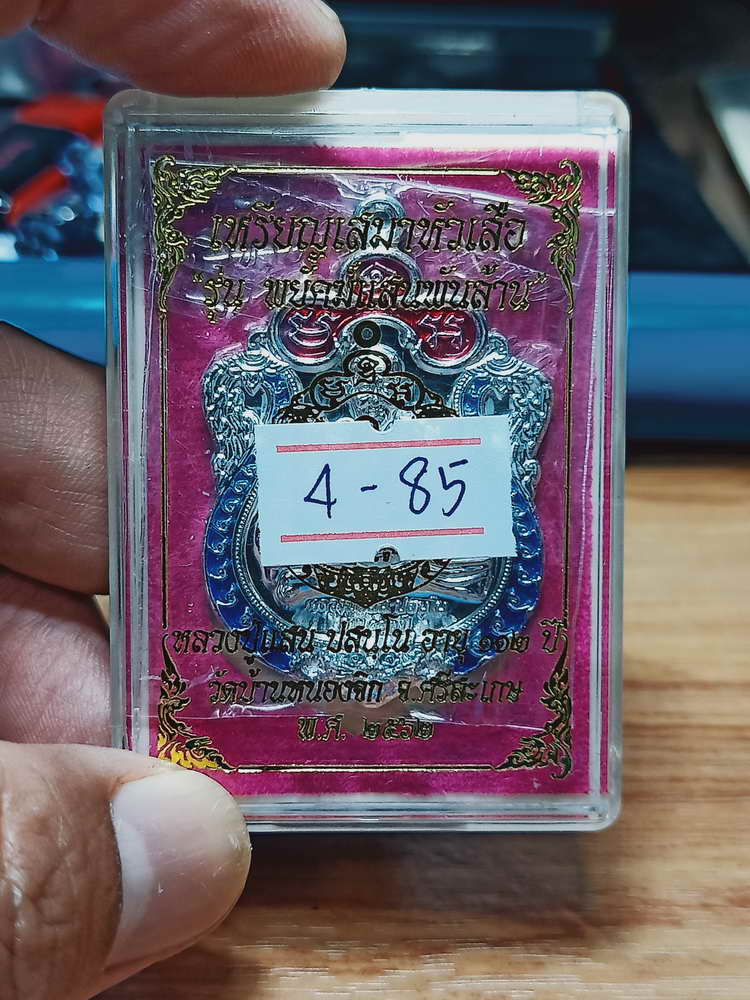 เหรียญเสมาหัวเสือ
"รุ่น พยัคฆ์แสนพันล้าน"
4 - 85
หลวงปู่แสน ปสนฺโน อายุ ๑๑๒ ปี
วัดบ้านหนองจิก จ.ศรีสะเกษ
พ.ศ. ๒๕๖๒